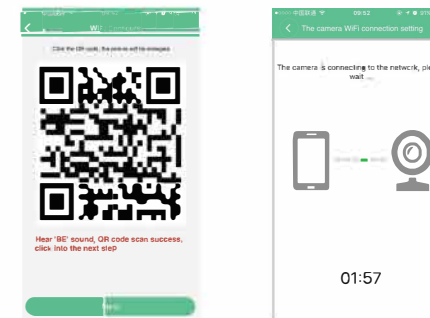 Click the QR code, the picture will be enlarged
Hear 'BE' sound, QR code scan success,
click into the next step
中国联通 09:52
The camera WiFi connection setting
The camera is connecting to the network, ple
wait ...
01:57